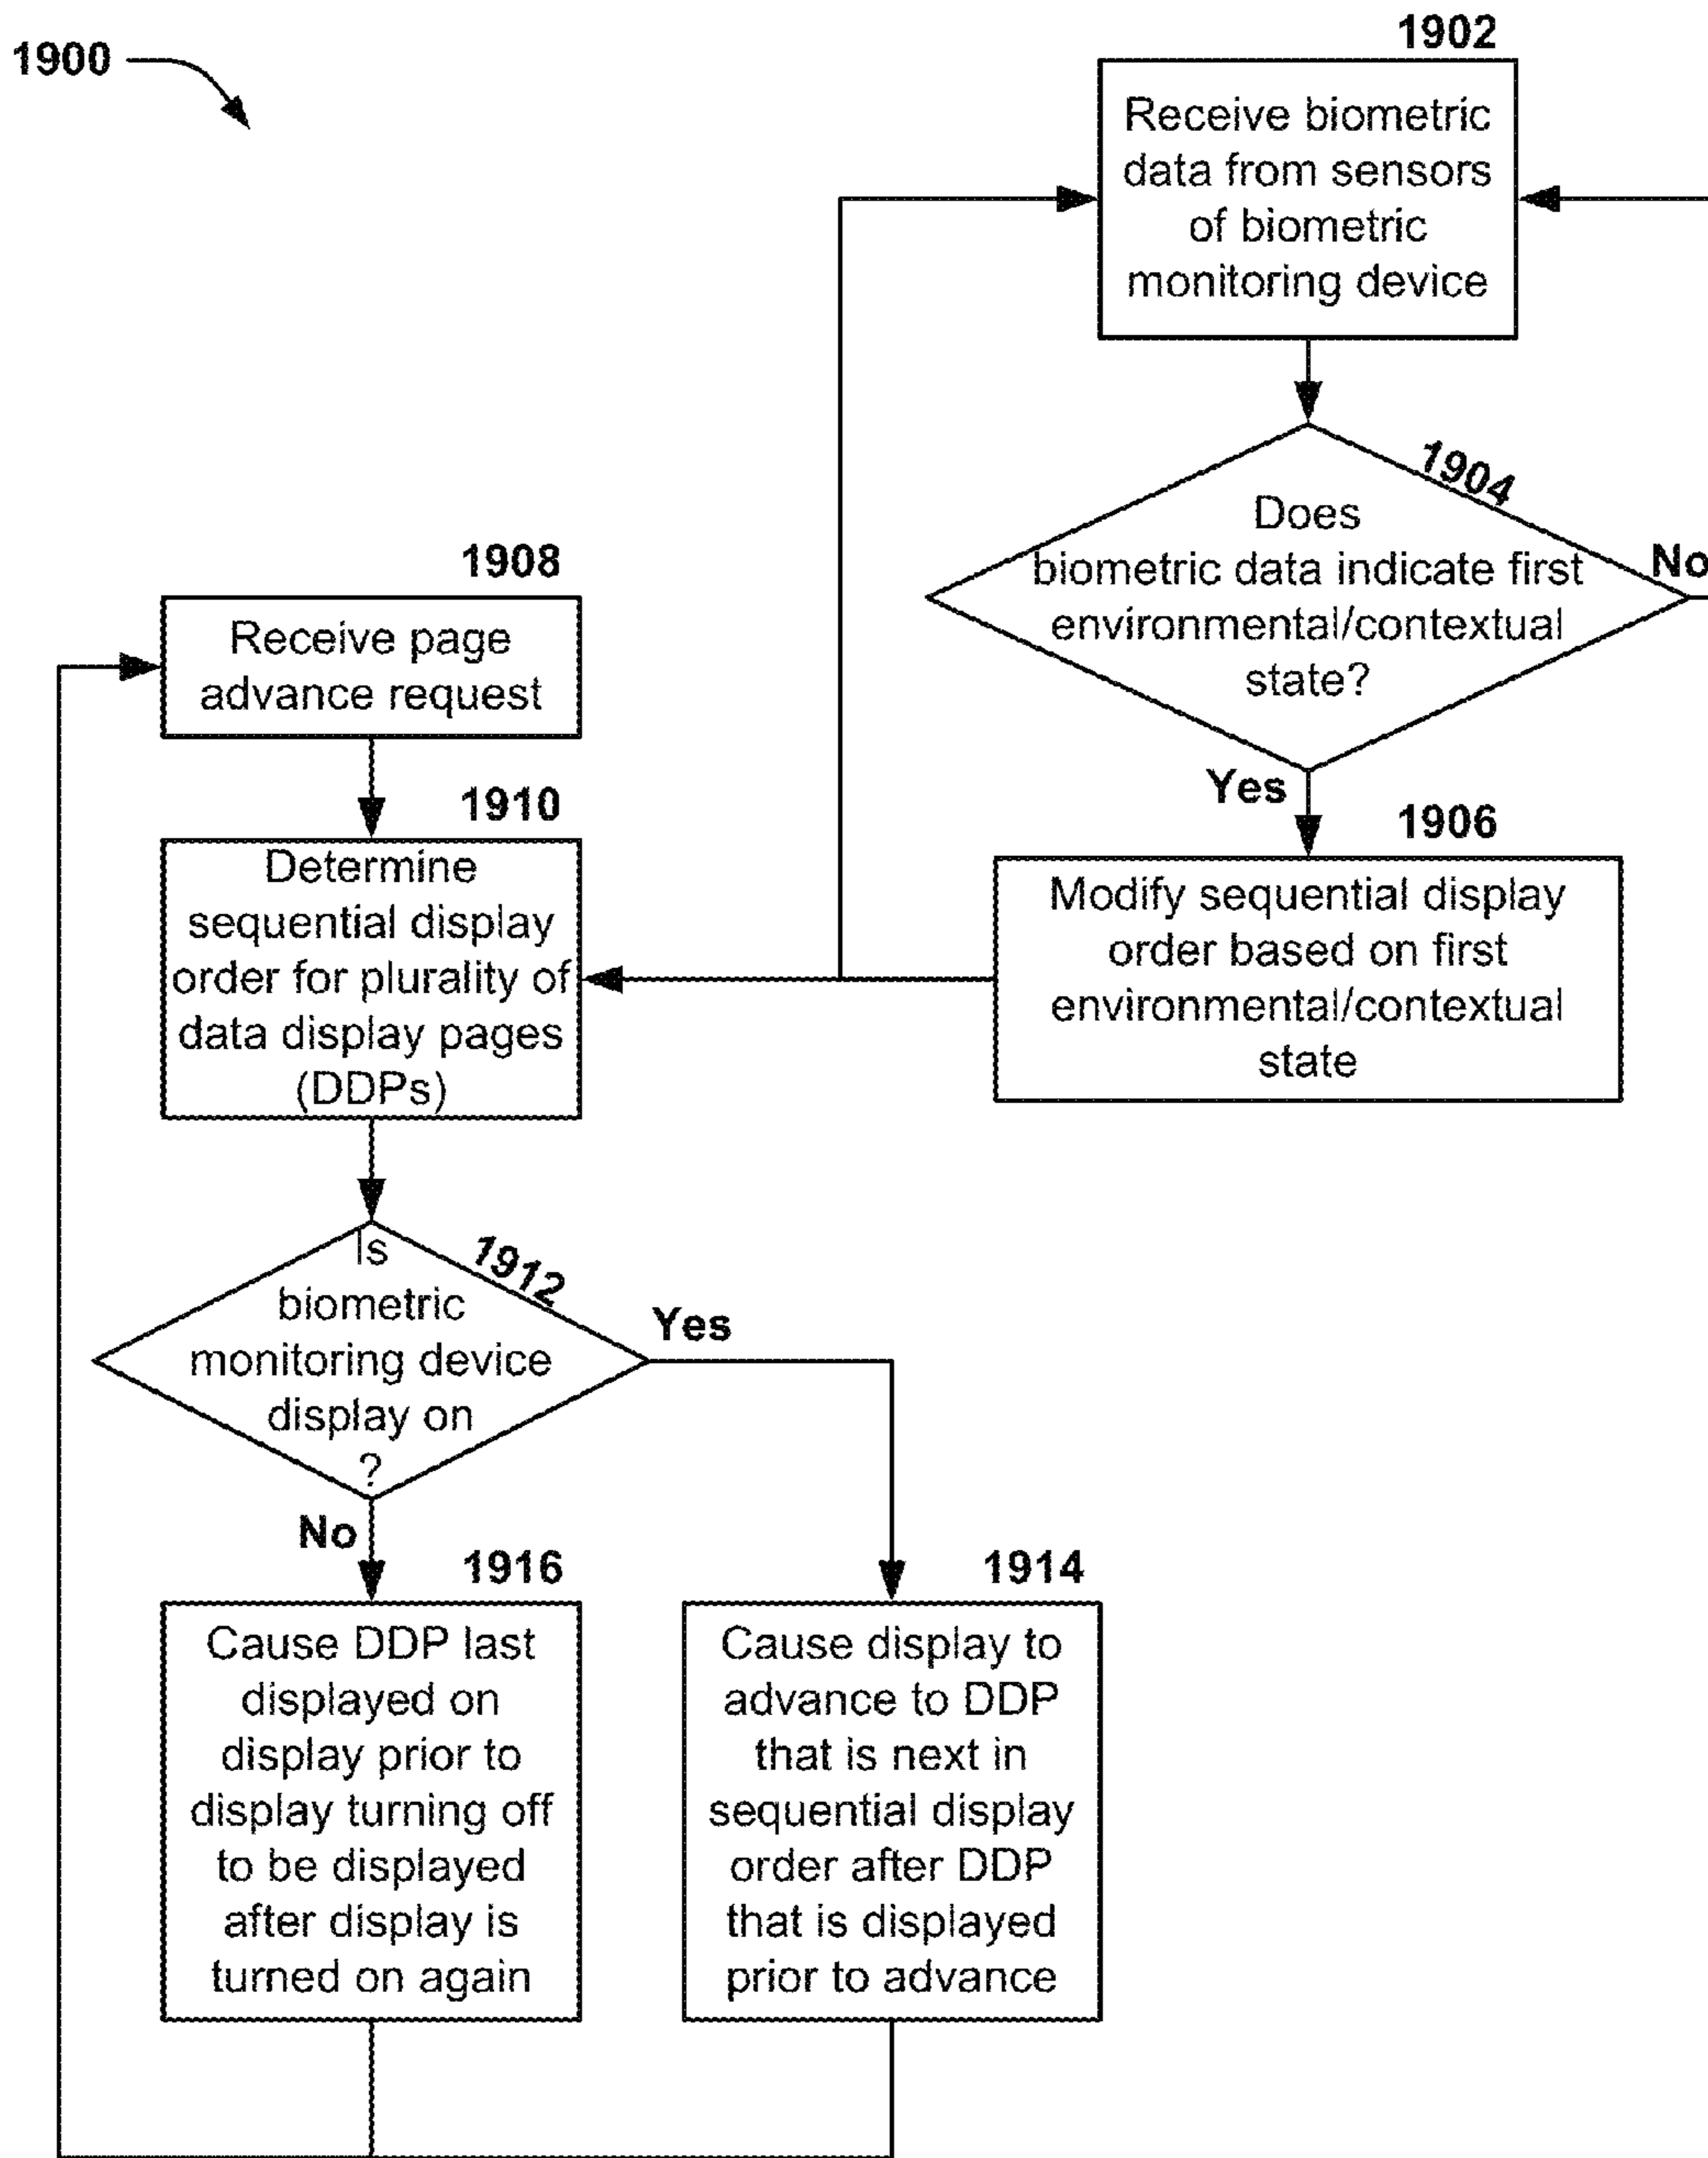 1900
1902
Receive biometric
data from sensors
of biometric
monitoring device
1904
Does
biometric data indicate first
environmental/contextual
state?
No
Yes
1906
Modify sequential display
order based on first
environmental/contextual
state
1908
Receive page
advance request
1910
Determine
sequential display
order for plurality of
data display pages
(DDPs)
1912
Is
biometric
monitoring device
display on
?
Yes
No
1916
Cause DDP last
displayed on
display prior to
display turning off
to be displayed
after display is
turned on again
1914
Cause display to
advance to DDP
that is next in
sequential display
order after DDP
that is displayed
prior to advance